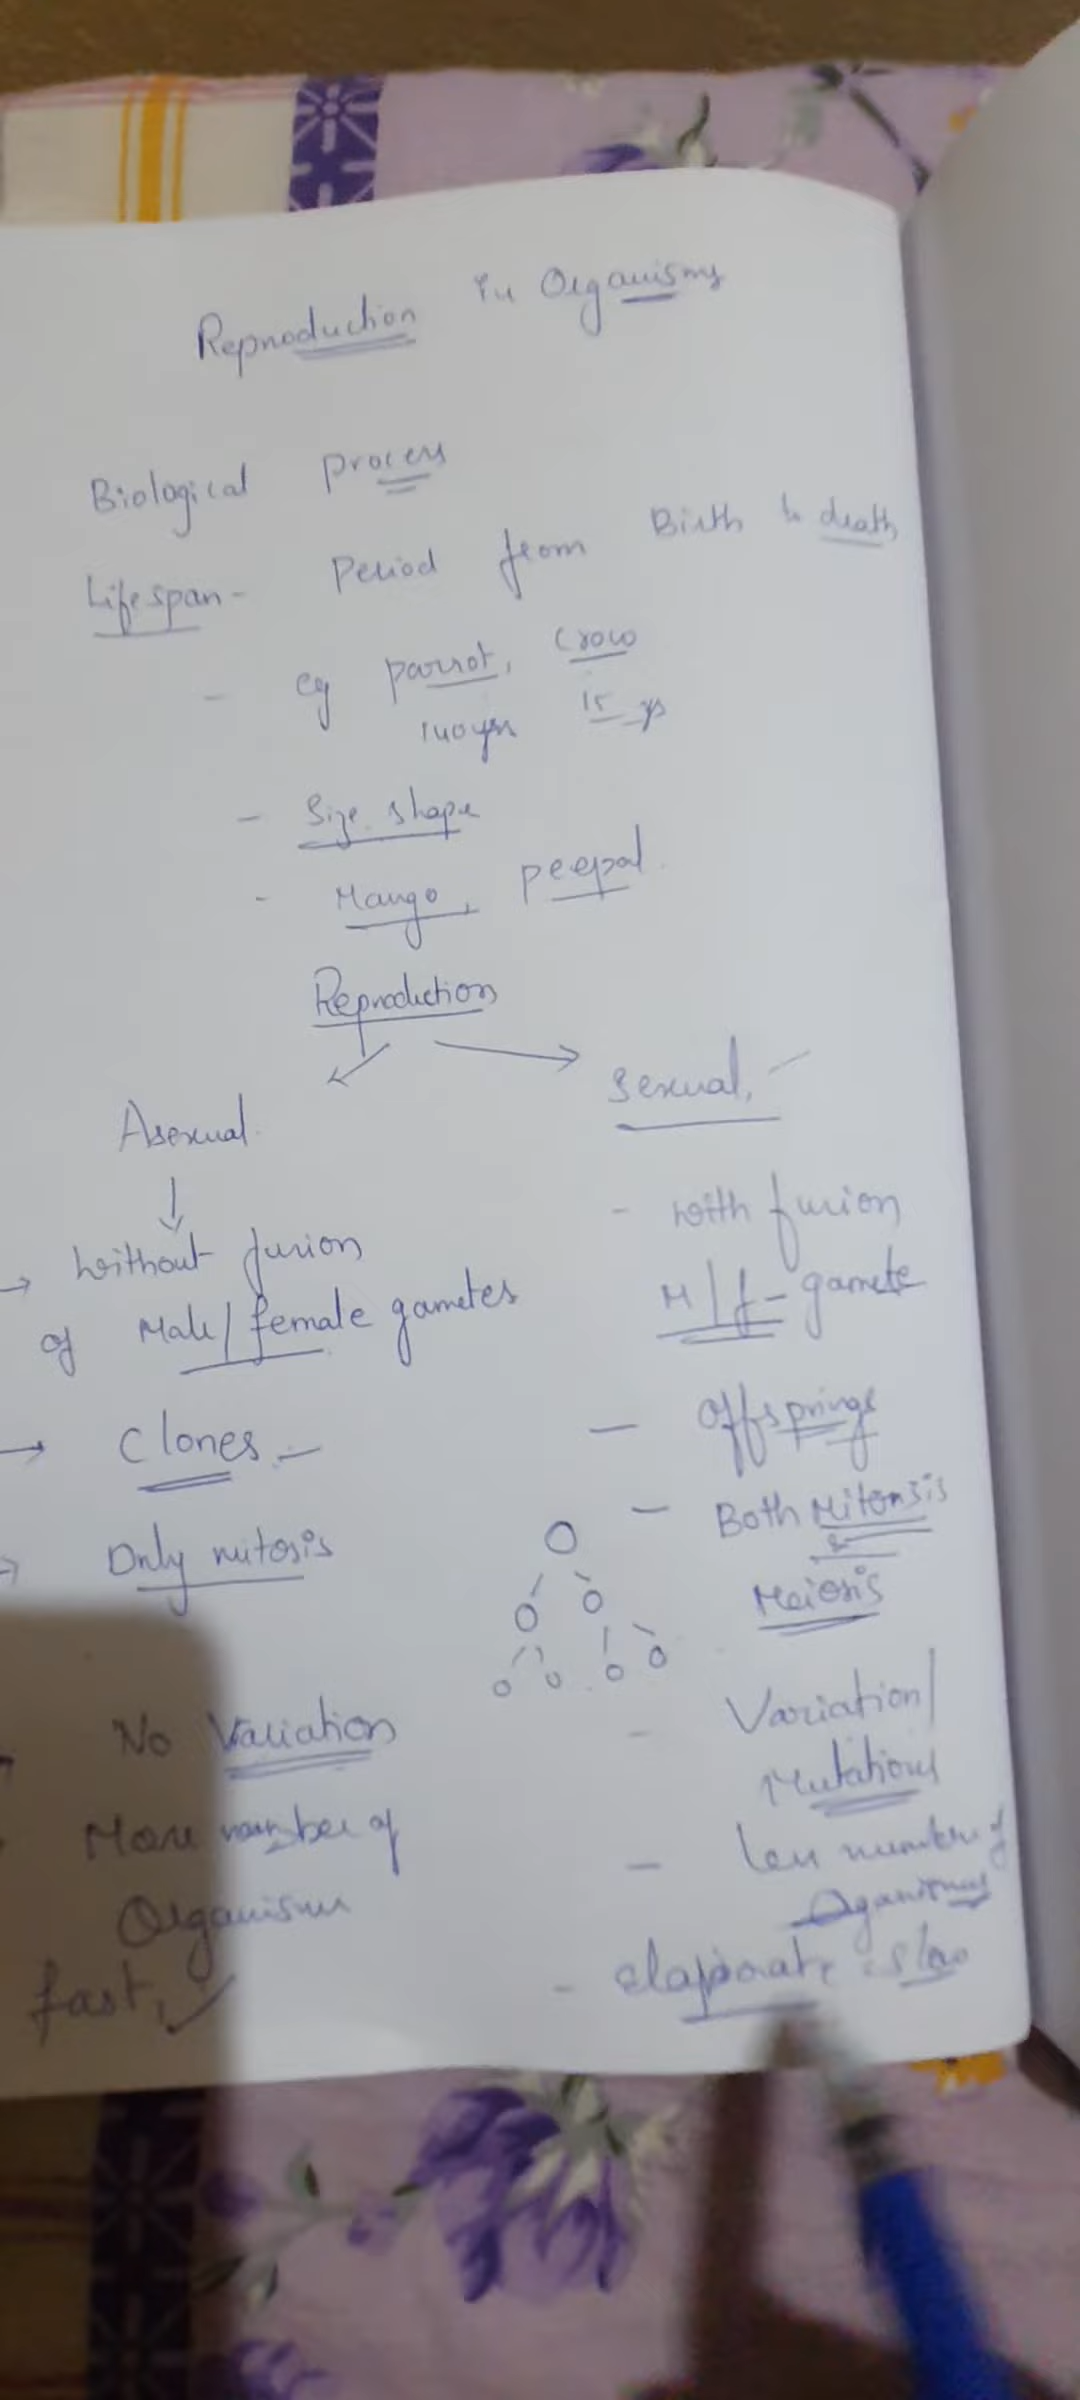 Reproduction in Organisms
Biological process
Lifespan - Period from Birth to death
- eg parrot, crow
140 yrs 15 yrs
- Size shape
- Mango, peepal.
Reproduction
Asexual. Sexual,
→ Without fusion - with fusion
of Male/female gametes M/f- gamete
→ Clones - - offsprings
→ Only mitosis - Both Mitosis
&
Meiosis
No Variation - Variation/
Mutations
More number of - Less number of
Organisms Oganisms
fast, ✓ - elaborate slow